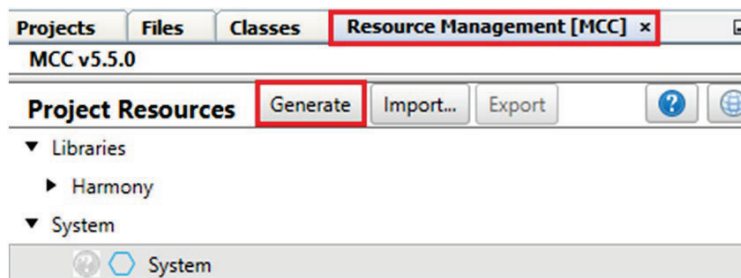 Projects Files Classes Resource Management [MCC] ×
MCC v5.5.0
Project Resources Generate Import... Export ?
▼ Libraries
▶ Harmony
▼ System
? System